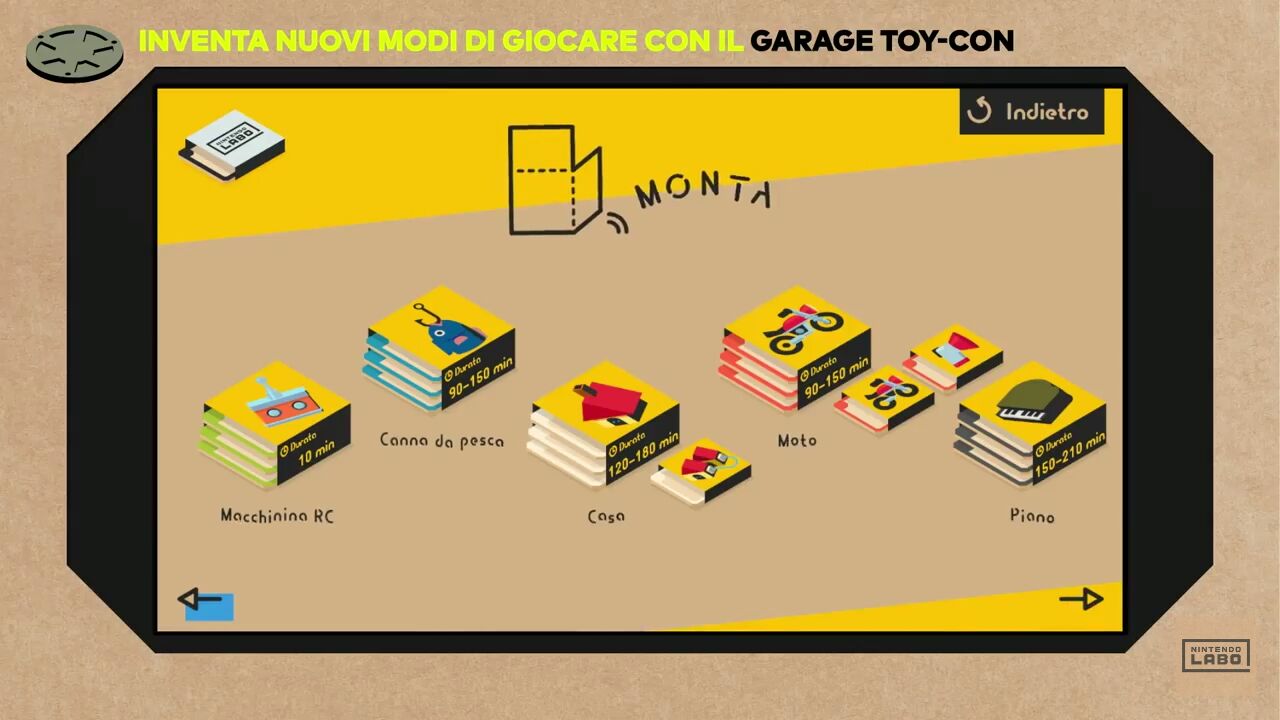 INVENTA NUOVI MODI DI GIOCARE CON IL GARAGE TOY-CON
Indietro
NINTENDO
LABO
MONTA
Durata
10 min
Macchinina RC
Durata
90-150 min
Canna da pesca
Durata
120-180 min
Casa
Durata
90-150 min
Moto
Durata
150-210 min
Piano
NINTENDO
LABO